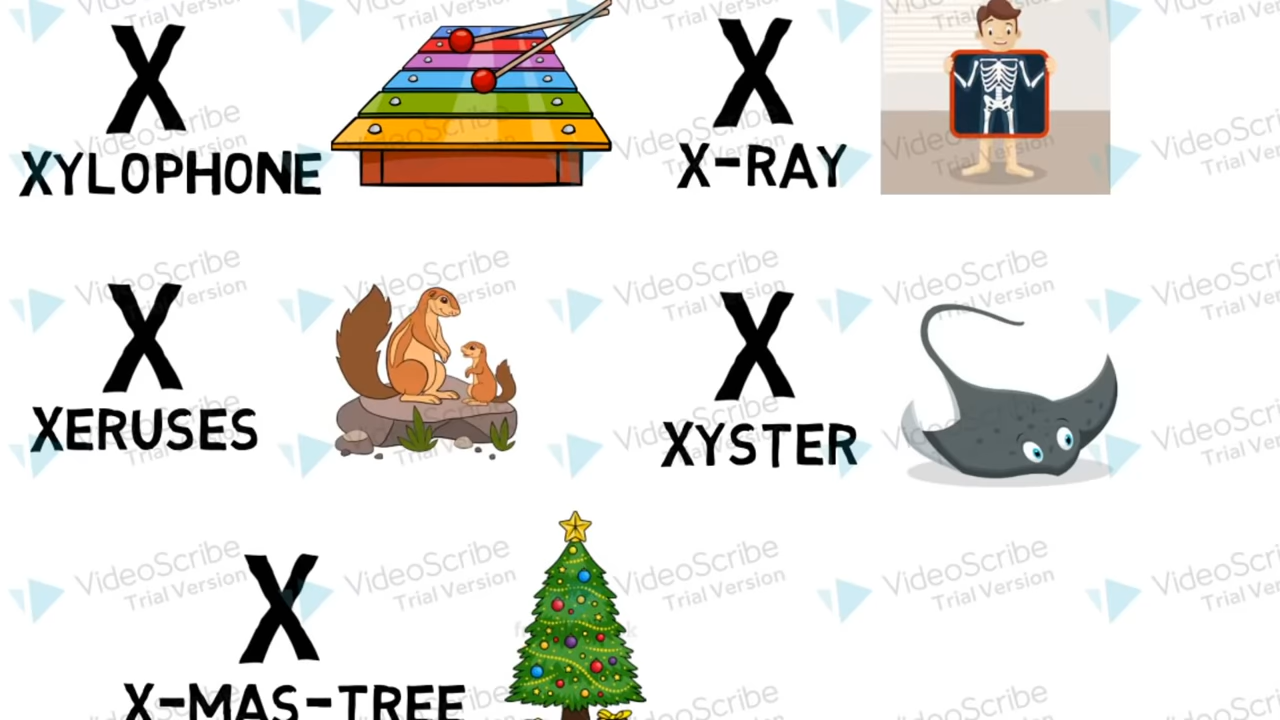 X
XYLOPHONE
X
X-RAY
X
XERUSES
X
XYSTER
X
X-MAS-TREE
VideoScribe
Trial Version